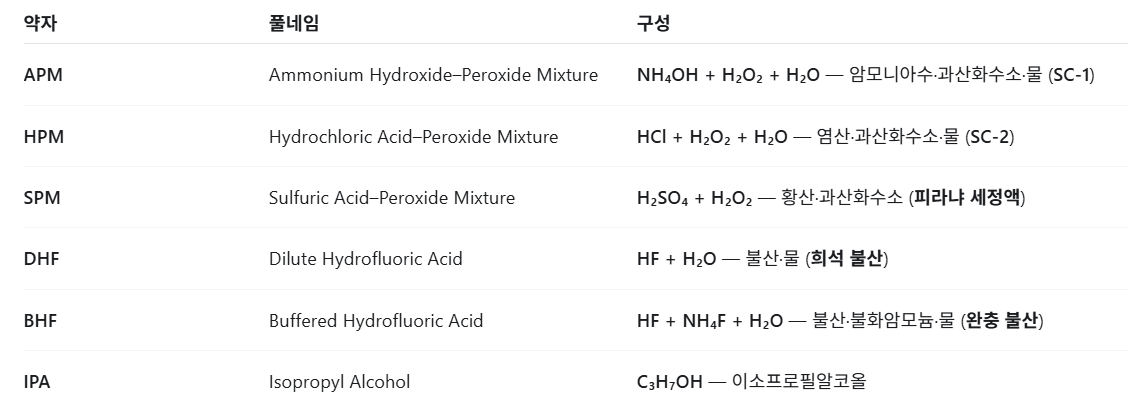 약자 풀네임 구성
APM Ammonium Hydroxide–Peroxide Mixture NH₄OH + H₂O₂ + H₂O — 암모니아수·과산화수소·물 (SC-1)
HPM Hydrochloric Acid–Peroxide Mixture HCl + H₂O₂ + H₂O — 염산·과산화수소·물 (SC-2)
SPM Sulfuric Acid–Peroxide Mixture H₂SO₄ + H₂O₂ — 황산·과산화수소 (피라냐 세정액)
DHF Dilute Hydrofluoric Acid HF + H₂O — 불산·물 (희석 불산)
BHF Buffered Hydrofluoric Acid HF + NH₄F + H₂O — 불산·불화암모늄·물 (완충 불산)
IPA Isopropyl Alcohol C₃H₇OH — 이소프로필알코올